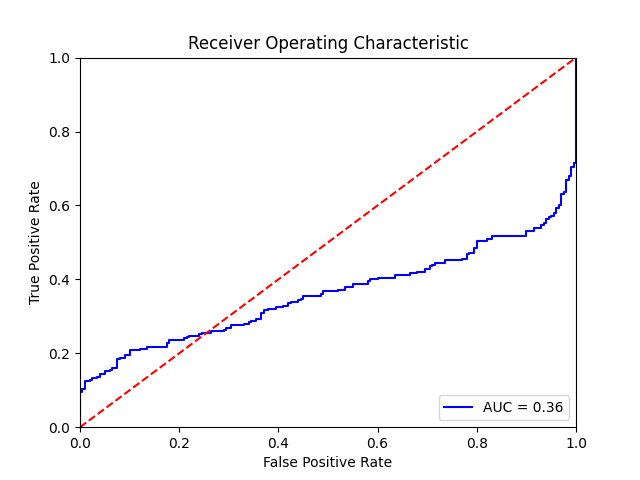 Receiver Operating Characteristic
1.0
0.8
0.6
0.4
0.2
0.0
True Positive Rate
AUC = 0.36
0.0 0.2 0.4 0.6 0.8 1.0
False Positive Rate